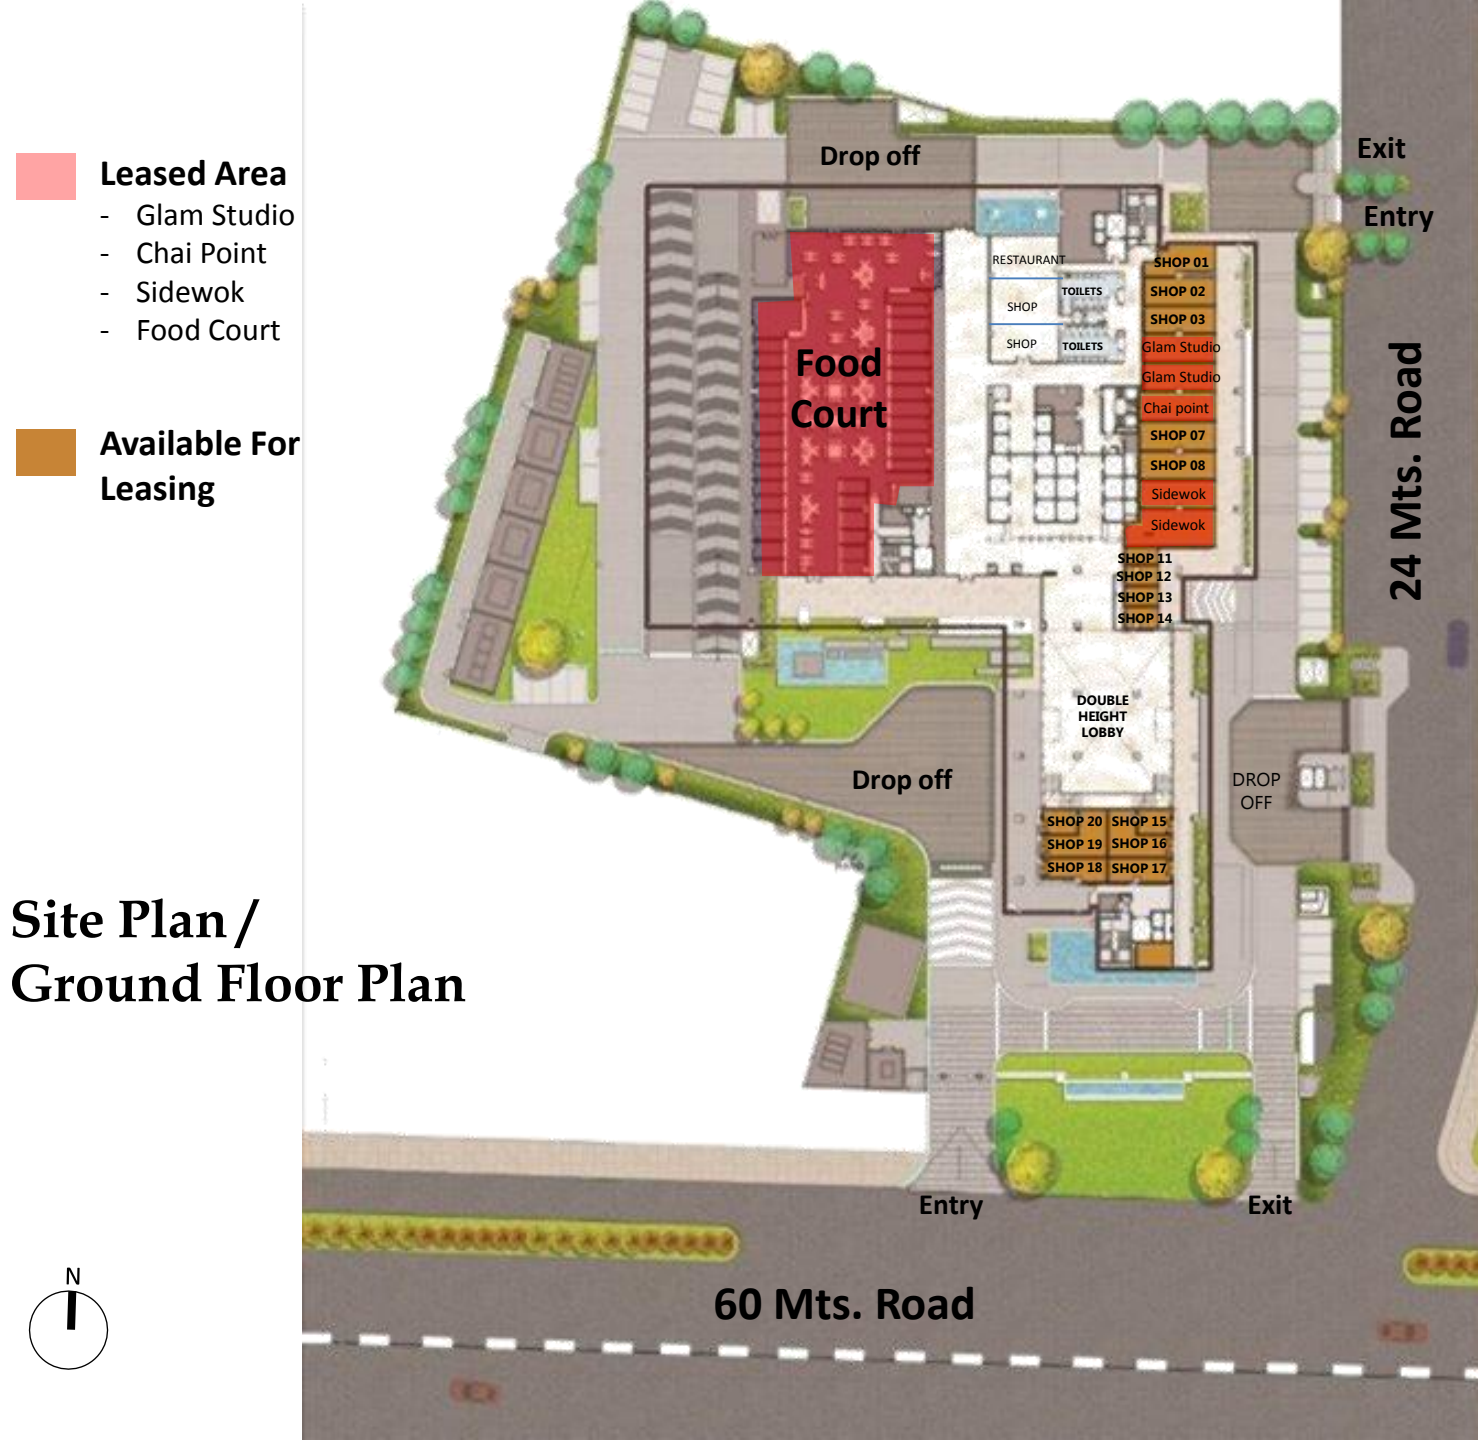 Leased Area
- Glam Studio
- Chai Point
- Sidewok
- Food Court
Available For
Leasing
Site Plan/
Ground Floor Plan
N
Drop off
Exit
Entry
RESTAURANT
SHOP
SHOP
TOILETS
TOILETS
Food
Court
SHOP 01
SHOP 02
SHOP 03
Glam Studio
Glam Studio
Chai point
SHOP 07
SHOP 08
Sidewok
Sidewok
SHOP 11
SHOP 12
SHOP 13
SHOP 14
24 Mts. Road
DOUBLE
HEIGHT
LOBBY
Drop off
DROP
OFF
SHOP 20 SHOP 15
SHOP 19 SHOP 16
SHOP 18 SHOP 17
Entry
Exit
60 Mts. Road